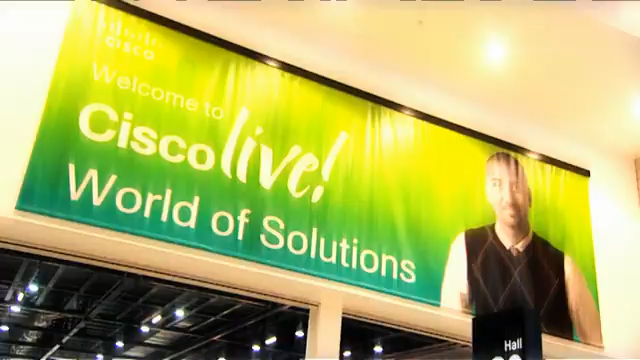 CISCO
Welcome to
Cisco live!
World of Solutions
Hall